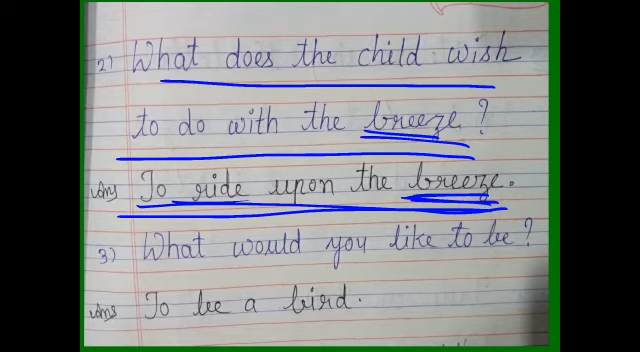 2) What does the child wish
to do with the breeze?
Ans To ride upon the breeze.
3) What would you like to be?
Ans To be a bird.